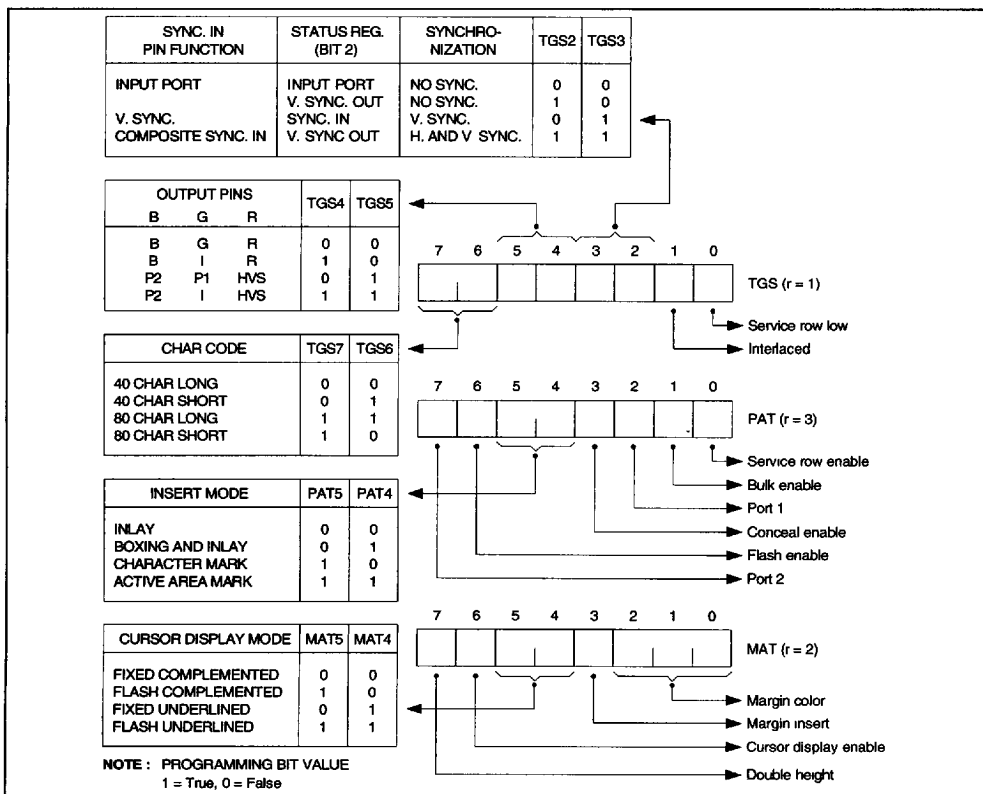 SYNC. IN PIN FUNCTION STATUS REG. (BIT 2) SYNCHRO- NIZATION TGS2 TGS3
INPUT PORT INPUT PORT NO SYNC. 0 0
V. SYNC. OUT NO SYNC. 1 0
V. SYNC. SYNC. IN V. SYNC. 0 1
COMPOSITE SYNC. IN V. SYNC OUT H. AND V SYNC. 1 1
OUTPUT PINS TGS4 TGS5
B G R
B G R 0 0
B I R 1 0
P2 P1 HVS 0 1
P2 I HVS 1 1
7 6 5 4 3 2 1 0
TGS (r = 1)
Service row low
Interlaced
CHAR CODE TGS7 TGS6
40 CHAR LONG 0 0
40 CHAR SHORT 0 1
80 CHAR LONG 1 1
80 CHAR SHORT 1 0
7 6 5 4 3 2 1 0
PAT (r = 3)
Service row enable
Bulk enable
Port 1
Conceal enable
Flash enable
Port 2
INSERT MODE PAT5 PAT4
INLAY 0 0
BOXING AND INLAY 0 1
CHARACTER MARK 1 0
ACTIVE AREA MARK 1 1
7 6 5 4 3 2 1 0
MAT (r = 2)
Margin color
Margin insert
Cursor display enable
Double height
CURSOR DISPLAY MODE MAT5 MAT4
FIXED COMPLEMENTED 0 0
FLASH COMPLEMENTED 1 0
FIXED UNDERLINED 0 1
FLASH UNDERLINED 1 1
NOTE : PROGRAMMING BIT VALUE
1 = True, 0 = False